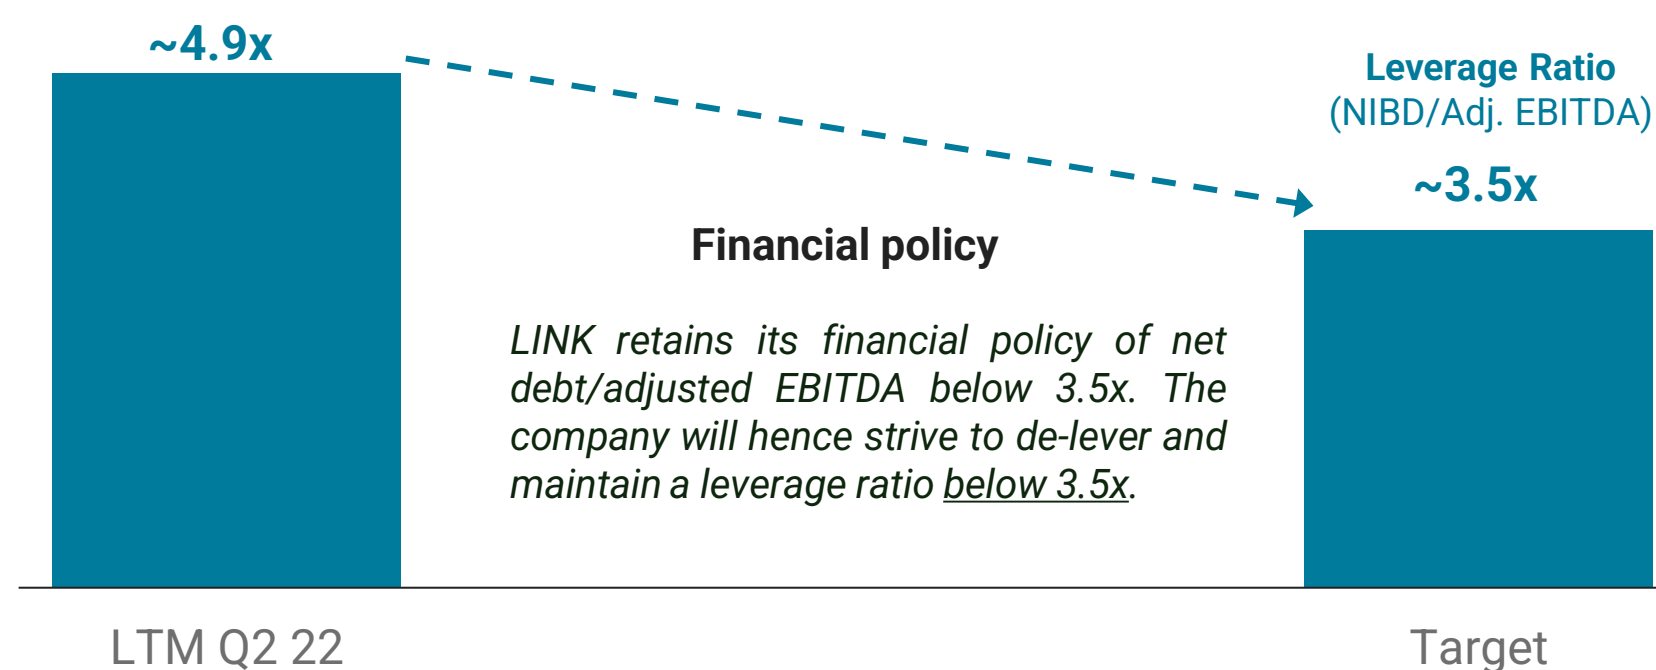 ~4.9x
Leverage Ratio
(NIBD/Adj. EBITDA)
~3.5x
Financial policy
LINK retains its financial policy of net
debt/adjusted EBITDA below 3.5x. The
company will hence strive to de-lever and
maintain a leverage ratio below 3.5x.
LTM Q2 22
Target